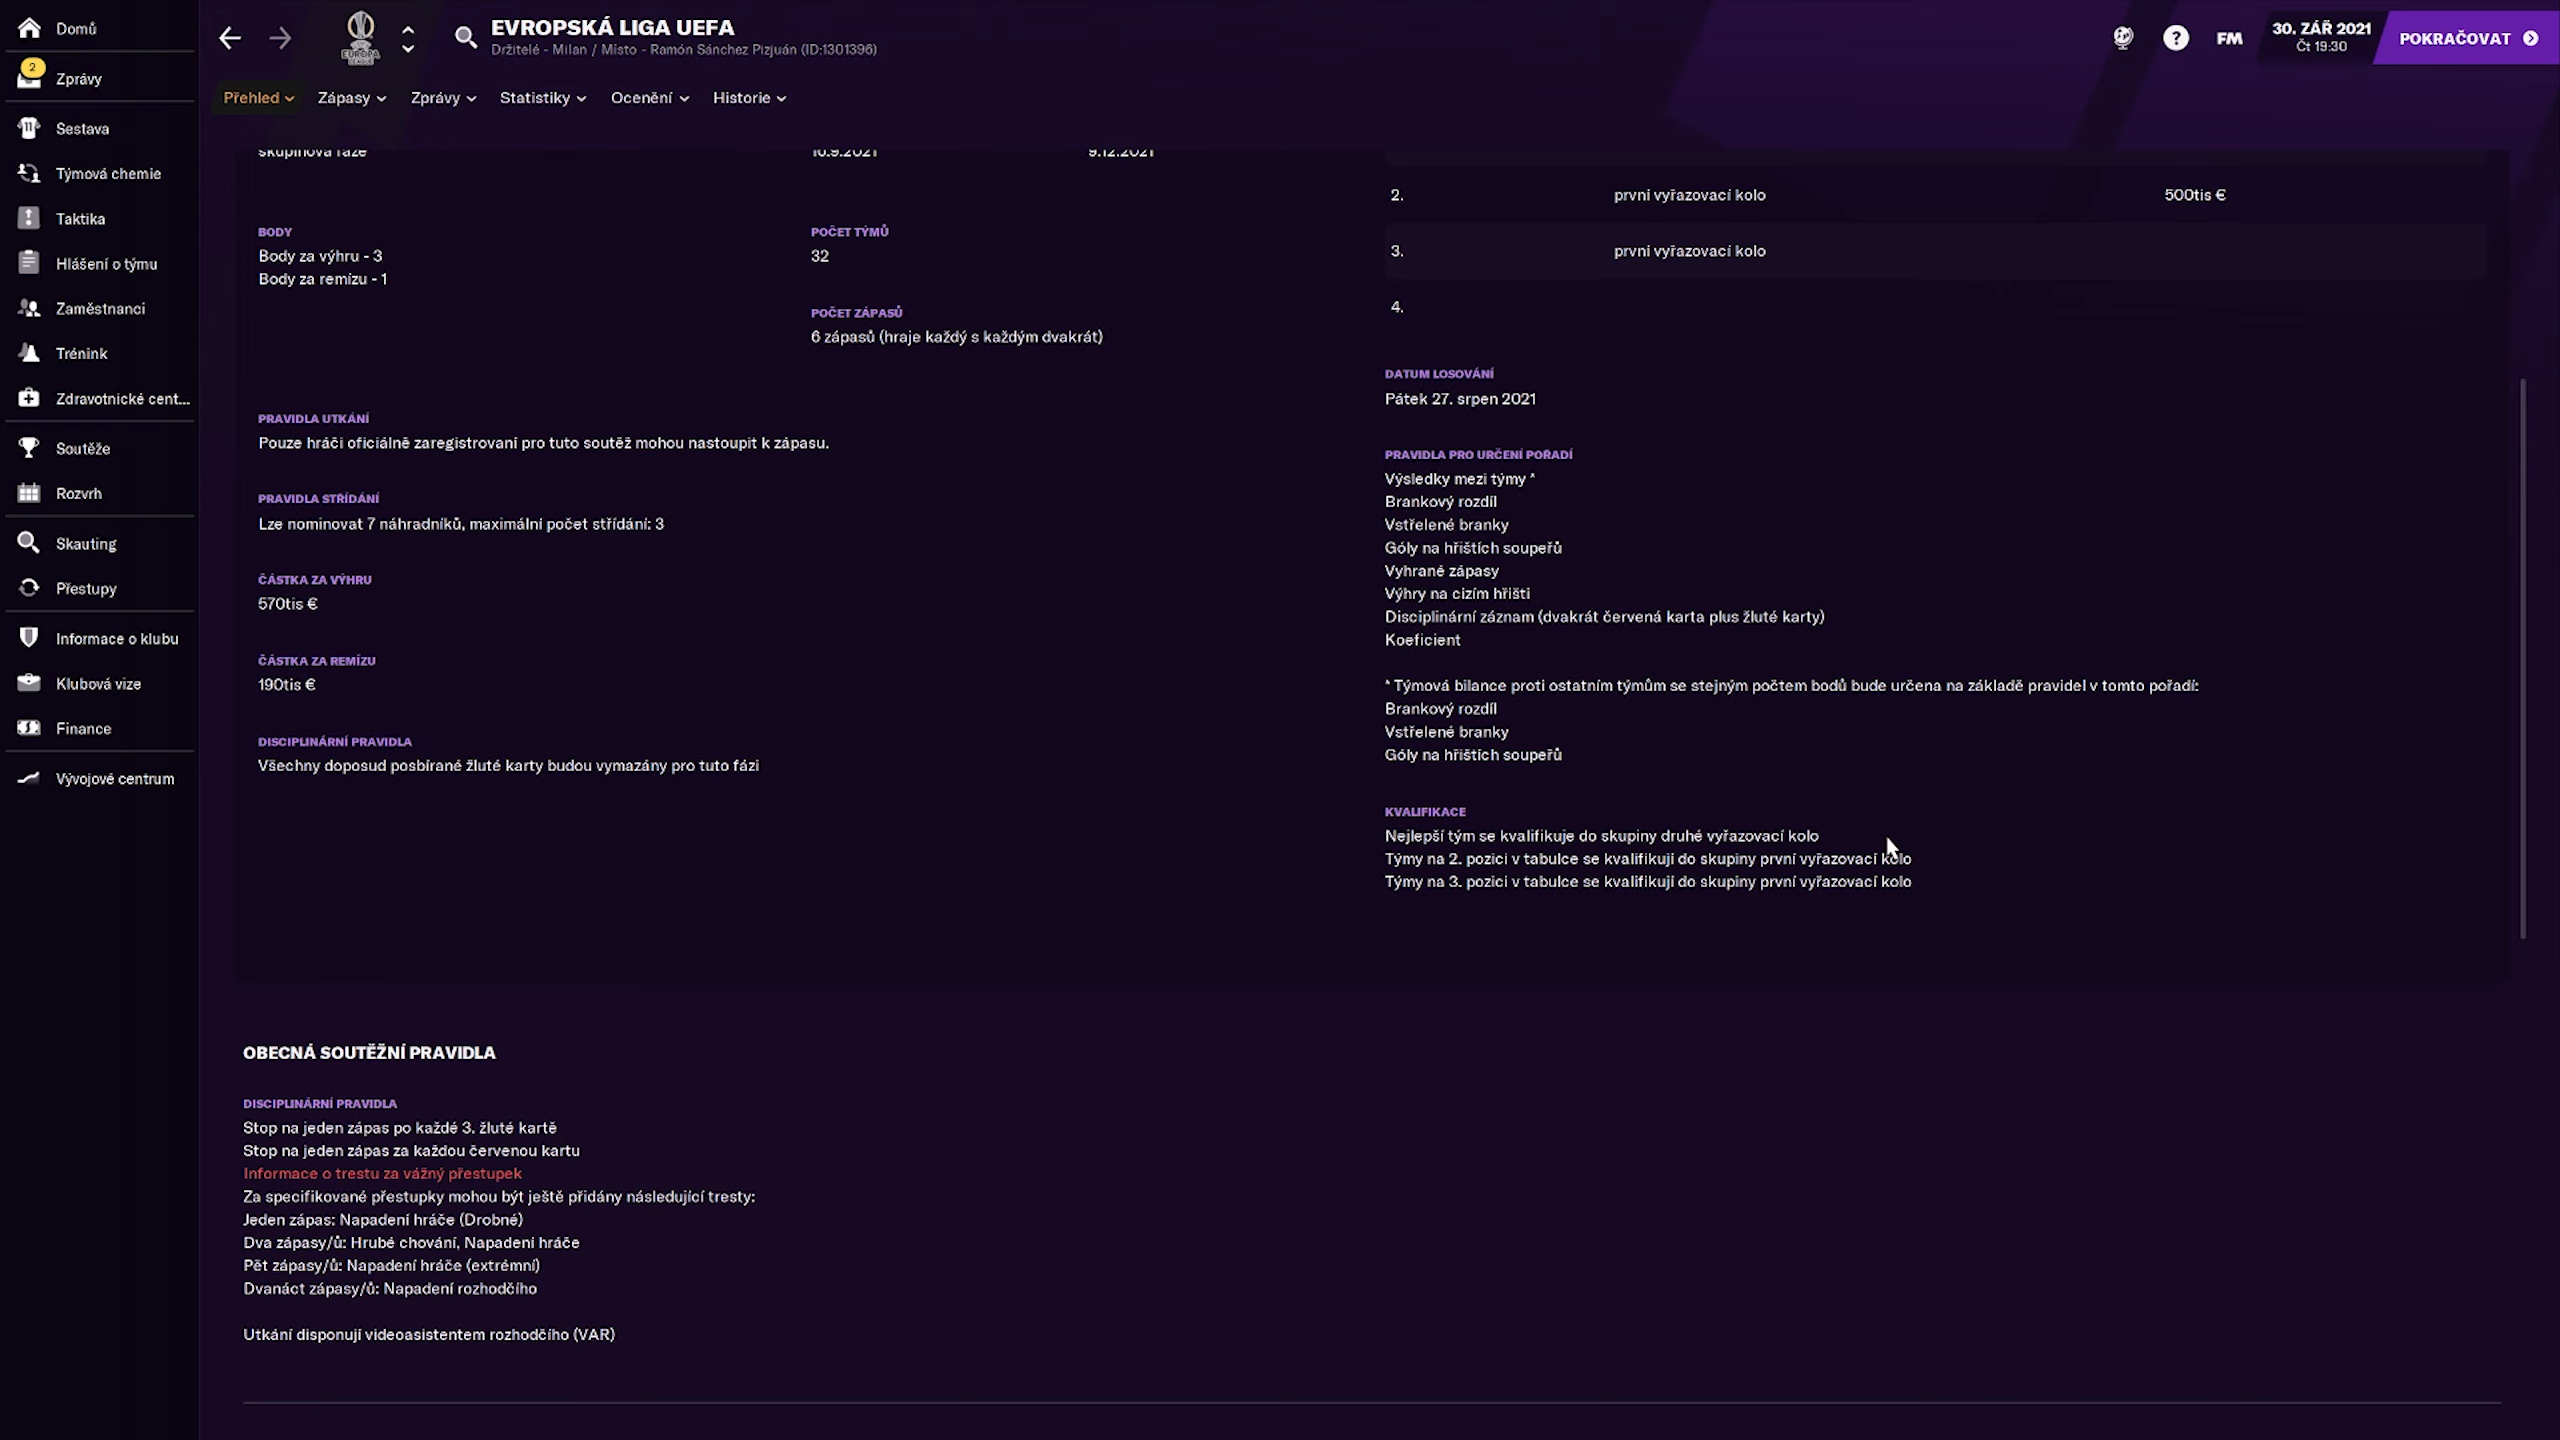 Domů
2
Zprávy
Sestava
Týmová chemie
Taktika
Hlášení o týmu
Zaměstnanci
Trénink
Zdravotnické cent...
Soutěže
Rozvrh
Skauting
Přestupy
Informace o klubu
Klubová vize
Finance
Vývojové centrum
EUROPA
LEAGUE
EVROPSKÁ LIGA UEFA
Držitelé - Milan / Místo - Ramón Sánchez Pizjuán (ID:1301396)
?
FM
30. ZÁŘ 2021
Čt 19:30
POKRAČOVAT
Přehled
Zápasy
Zprávy
Statistiky
Ocenění
Historie
skupinová fáze 16.9.2021 9.12.2021
BODY
Body za výhru - 3
Body za remízu - 1
POČET TÝMŮ
32
POČET ZÁPASŮ
6 zápasů (hraje každý s každým dvakrát)
PRAVIDLA UTKÁNÍ
Pouze hráči oficiálně zaregistrovaní pro tuto soutěž mohou nastoupit k zápasu.
PRAVIDLA STŘÍDÁNÍ
Lze nominovat 7 náhradníků, maximální počet střídání: 3
ČÁSTKA ZA VÝHRU
570tis €
ČÁSTKA ZA REMÍZU
190tis €
DISCIPLINÁRNÍ PRAVIDLA
Všechny doposud posbírané žluté karty budou vymazány pro tuto fázi
2. první vyřazovací kolo 500tis €
3. první vyřazovací kolo
4.
DATUM LOSOVÁNÍ
Pátek 27. srpen 2021
PRAVIDLA PRO URČENÍ POŘADÍ
Výsledky mezi týmy *
Brankový rozdíl
Vstřelené branky
Góly na hřištích soupeřů
Vyhrané zápasy
Výhry na cizím hřišti
Disciplinární záznam (dvakrát červená karta plus žluté karty)
Koeficient
* Týmová bilance proti ostatním týmům se stejným počtem bodů bude určena na základě pravidel v tomto pořadí:
Brankový rozdíl
Vstřelené branky
Góly na hřištích soupeřů
KVALIFIKACE
Nejlepší tým se kvalifikuje do skupiny druhé vyřazovací kolo
Týmy na 2. pozici v tabulce se kvalifikují do skupiny první vyřazovací kolo
Týmy na 3. pozici v tabulce se kvalifikují do skupiny první vyřazovací kolo
OBECNÁ SOUTĚŽNÍ PRAVIDLA
DISCIPLINÁRNÍ PRAVIDLA
Stop na jeden zápas po každé 3. žluté kartě
Stop na jeden zápas za každou červenou kartu
Informace o trestu za vážný přestupek
Za specifikované přestupky mohou být ještě přidány následující tresty:
Jeden zápas: Napadení hráče (Drobné)
Dva zápasy/ů: Hrubé chování, Napadení hráče
Pět zápasy/ů: Napadení hráče (extrémní)
Dvanáct zápasy/ů: Napadení rozhodčího
Utkání disponují videoasistentem rozhodčího (VAR)